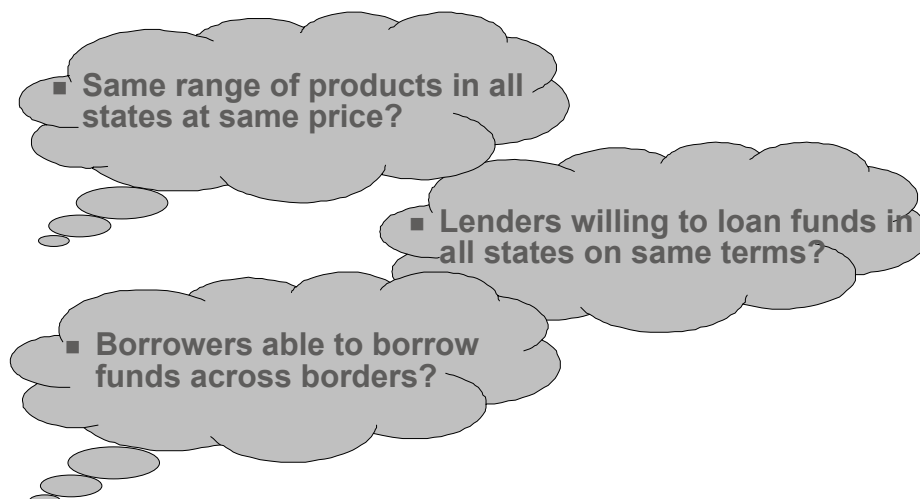 ▪ Same range of products in all
states at same price?
▪ Lenders willing to loan funds in
all states on same terms?
▪ Borrowers able to borrow
funds across borders?